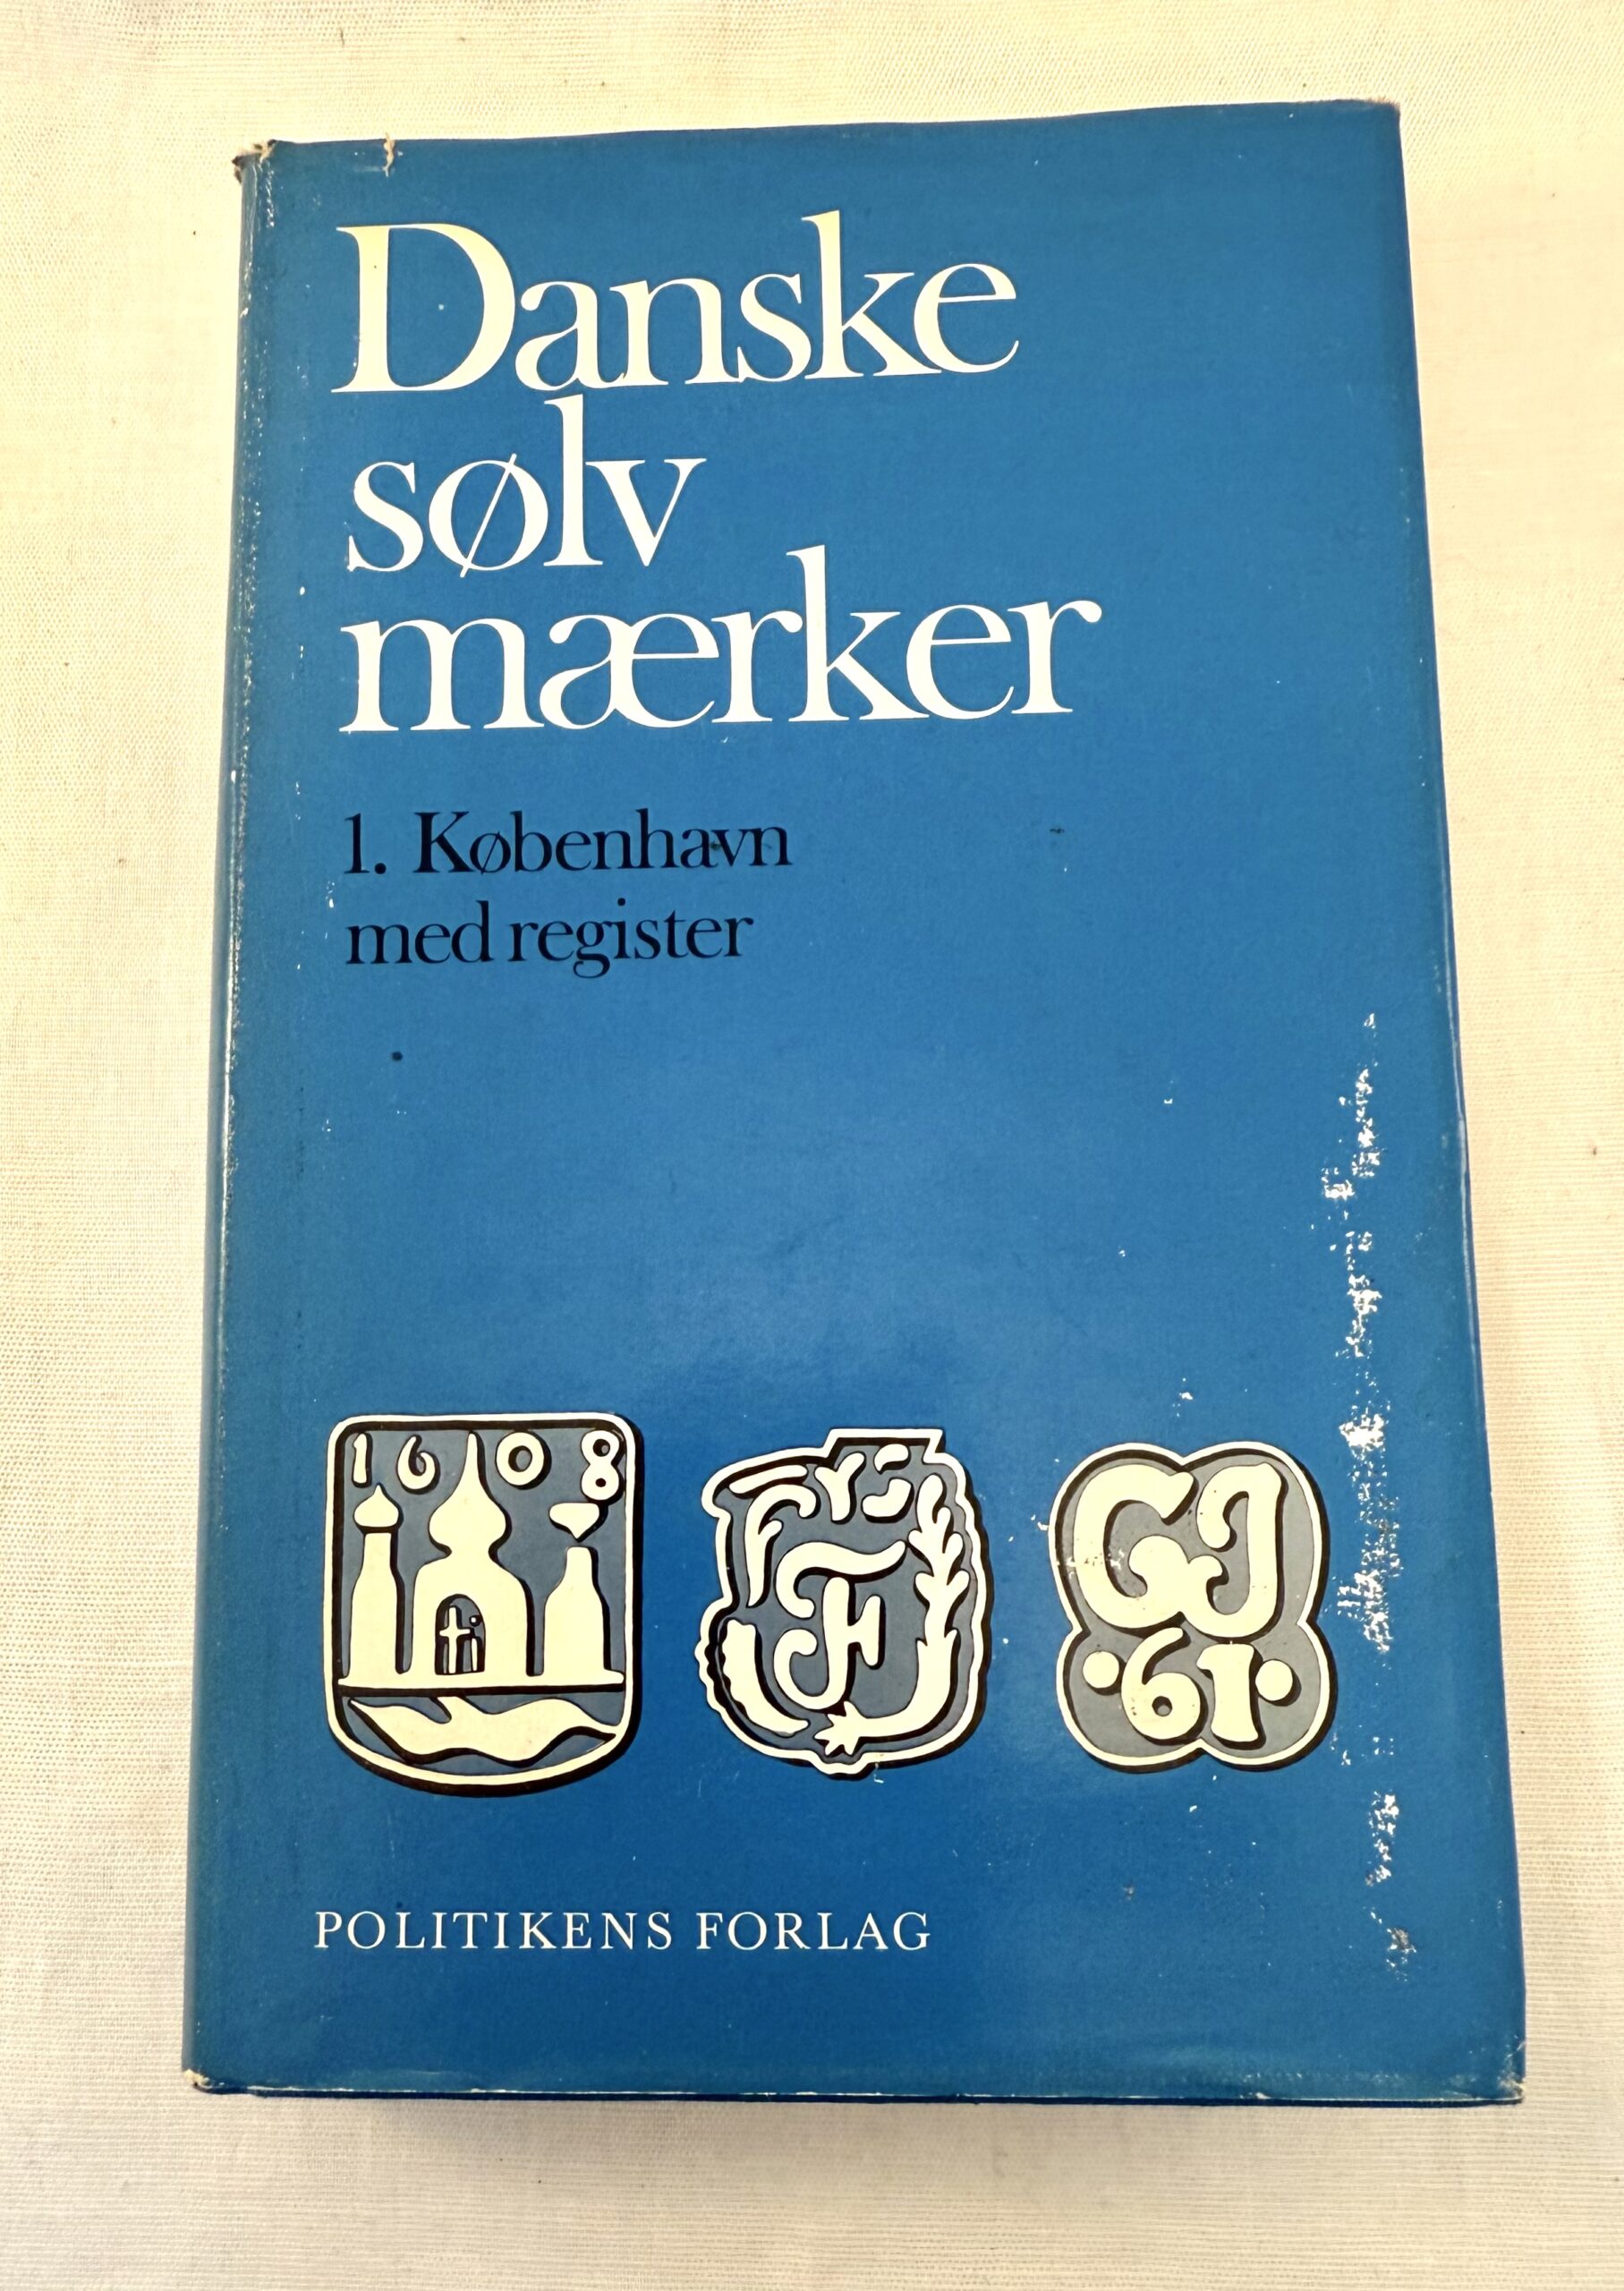 Danske
sølv
mærker
1. København
med register
1608
F
GJ
·61·
POLITIKENS FORLAG